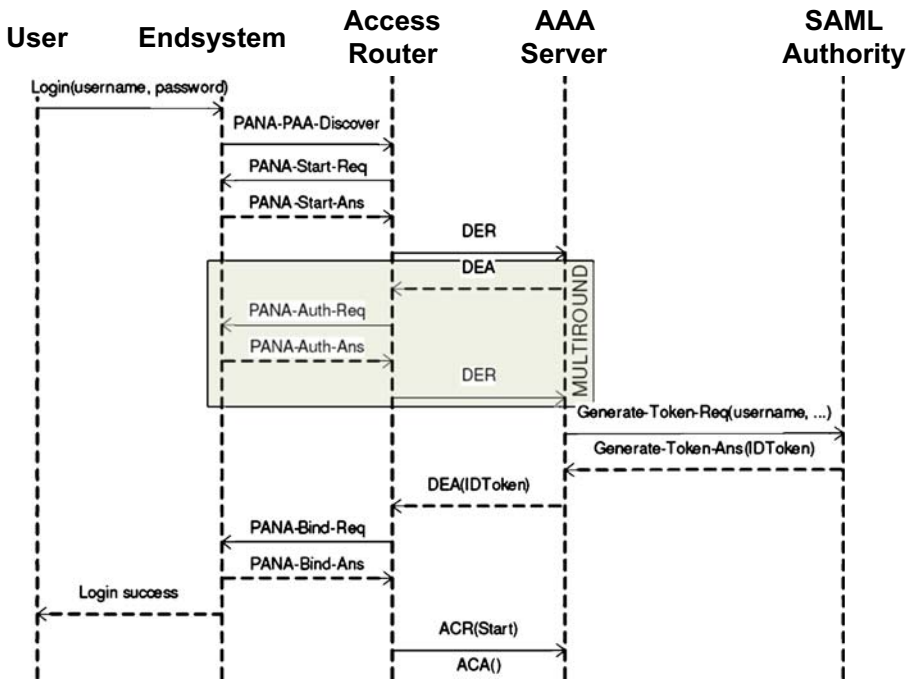 User Endsystem Access Router AAA Server SAML Authority
Login(username, password)
PANA-PAA-Discover
PANA-Start-Req
PANA-Start-Ans
DER
DEA
MULTIROUND
PANA-Auth-Req
PANA-Auth-Ans
DER
Generate-Token-Req(username, ...)
Generate-Token-Ans(IDToken)
DEA(IDToken)
PANA-Bind-Req
PANA-Bind-Ans
Login success
ACR(Start)
ACA()